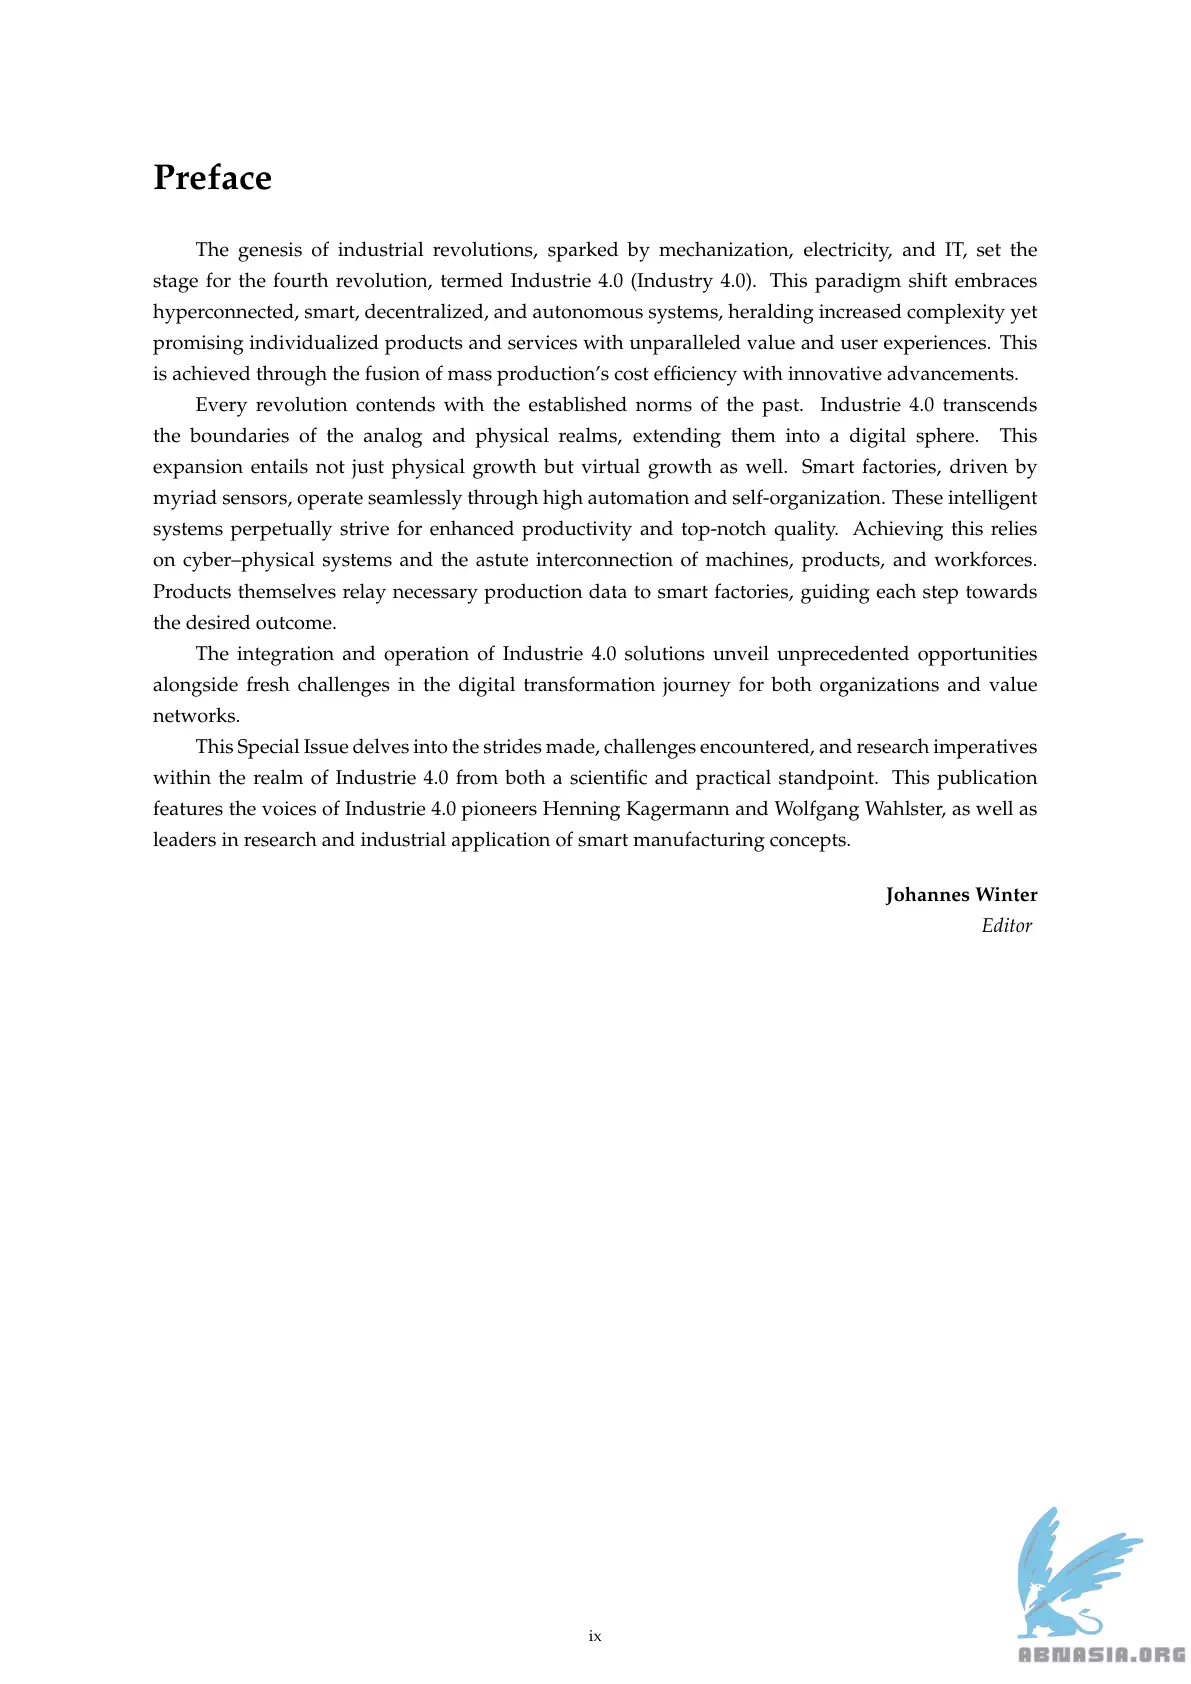 Preface
The genesis of industrial revolutions, sparked by mechanization, electricity, and IT, set the
stage for the fourth revolution, termed Industrie 4.0 (Industry 4.0). This paradigm shift embraces
hyperconnected, smart, decentralized, and autonomous systems, heralding increased complexity yet
promising individualized products and services with unparalleled value and user experiences. This
is achieved through the fusion of mass production’s cost efficiency with innovative advancements.
Every revolution contends with the established norms of the past. Industrie 4.0 transcends
the boundaries of the analog and physical realms, extending them into a digital sphere. This
expansion entails not just physical growth but virtual growth as well. Smart factories, driven by
myriad sensors, operate seamlessly through high automation and self-organization. These intelligent
systems perpetually strive for enhanced productivity and top-notch quality. Achieving this relies
on cyber–physical systems and the astute interconnection of machines, products, and workforces.
Products themselves relay necessary production data to smart factories, guiding each step towards
the desired outcome.
The integration and operation of Industrie 4.0 solutions unveil unprecedented opportunities
alongside fresh challenges in the digital transformation journey for both organizations and value
networks.
This Special Issue delves into the strides made, challenges encountered, and research imperatives
within the realm of Industrie 4.0 from both a scientific and practical standpoint. This publication
features the voices of Industrie 4.0 pioneers Henning Kagermann and Wolfgang Wahlster, as well as
leaders in research and industrial application of smart manufacturing concepts.
Johannes Winter
Editor
ix
ABNASIA.ORG